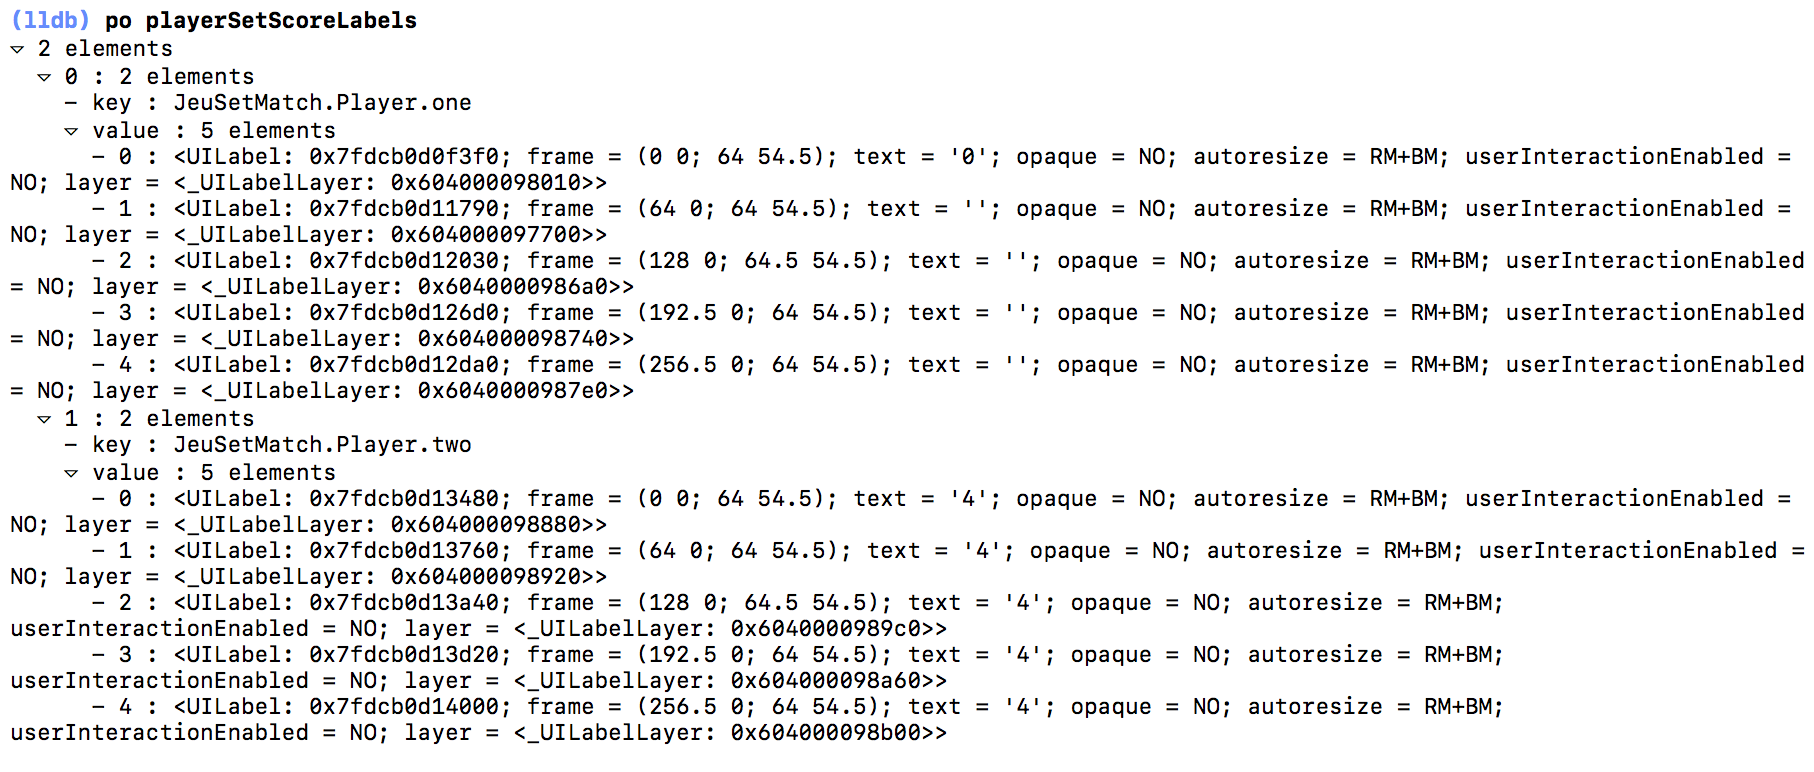 (lldb) po playerSetScoreLabels
▿ 2 elements
  ▿ 0 : 2 elements
    - key : JeuSetMatch.Player.one
    ▿ value : 5 elements
      - 0 : <UILabel: 0x7fdcb0d0f3f0; frame = (0 0; 64 54.5); text = '0'; opaque = NO; autoresize = RM+BM; userInteractionEnabled =
NO; layer = <_UILabelLayer: 0x604000098010>>
      - 1 : <UILabel: 0x7fdcb0d11790; frame = (64 0; 64 54.5); text = ''; opaque = NO; autoresize = RM+BM; userInteractionEnabled =
NO; layer = <_UILabelLayer: 0x604000097700>>
      - 2 : <UILabel: 0x7fdcb0d12030; frame = (128 0; 64.5 54.5); text = ''; opaque = NO; autoresize = RM+BM; userInteractionEnabled
= NO; layer = <_UILabelLayer: 0x6040000986a0>>
      - 3 : <UILabel: 0x7fdcb0d126d0; frame = (192.5 0; 64 54.5); text = ''; opaque = NO; autoresize = RM+BM; userInteractionEnabled
= NO; layer = <_UILabelLayer: 0x604000098740>>
      - 4 : <UILabel: 0x7fdcb0d12da0; frame = (256.5 0; 64 54.5); text = ''; opaque = NO; autoresize = RM+BM; userInteractionEnabled
= NO; layer = <_UILabelLayer: 0x6040000987e0>>
  ▿ 1 : 2 elements
    - key : JeuSetMatch.Player.two
    ▿ value : 5 elements
      - 0 : <UILabel: 0x7fdcb0d13480; frame = (0 0; 64 54.5); text = '4'; opaque = NO; autoresize = RM+BM; userInteractionEnabled =
NO; layer = <_UILabelLayer: 0x604000098880>>
      - 1 : <UILabel: 0x7fdcb0d13760; frame = (64 0; 64 54.5); text = '4'; opaque = NO; autoresize = RM+BM; userInteractionEnabled =
NO; layer = <_UILabelLayer: 0x604000098920>>
      - 2 : <UILabel: 0x7fdcb0d13a40; frame = (128 0; 64.5 54.5); text = '4'; opaque = NO; autoresize = RM+BM;
userInteractionEnabled = NO; layer = <_UILabelLayer: 0x6040000989c0>>
      - 3 : <UILabel: 0x7fdcb0d13d20; frame = (192.5 0; 64 54.5); text = '4'; opaque = NO; autoresize = RM+BM;
userInteractionEnabled = NO; layer = <_UILabelLayer: 0x604000098a60>>
      - 4 : <UILabel: 0x7fdcb0d14000; frame = (256.5 0; 64 54.5); text = '4'; opaque = NO; autoresize = RM+BM;
userInteractionEnabled = NO; layer = <_UILabelLayer: 0x604000098b00>>